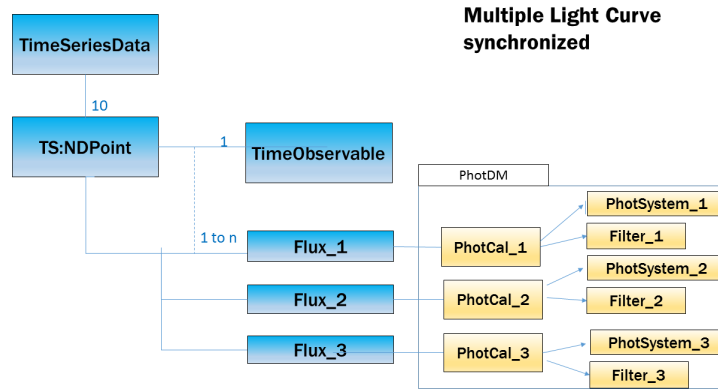 Multiple Light Curve
synchronized
TimeSeriesData
10
TS:NDPoint
1
TimeObservable
PhotDM
PhotSystem_1
1 to n
Flux_1
PhotCal_1
Filter_1
PhotSystem_2
Flux_2
PhotCal_2
Filter_2
PhotSystem_3
Flux_3
PhotCal_3
Filter_3